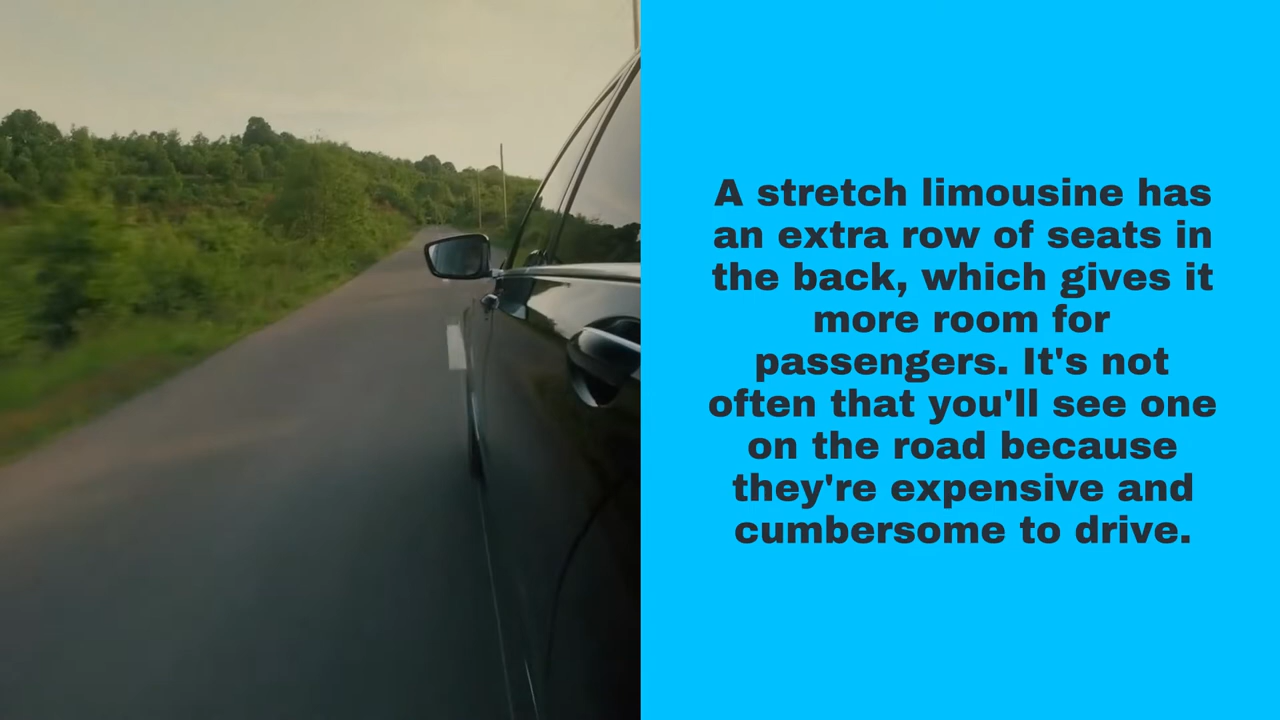 A stretch limousine has
an extra row of seats in
the back, which gives it
more room for
passengers. It's not
often that you'll see one
on the road because
they're expensive and
cumbersome to drive.